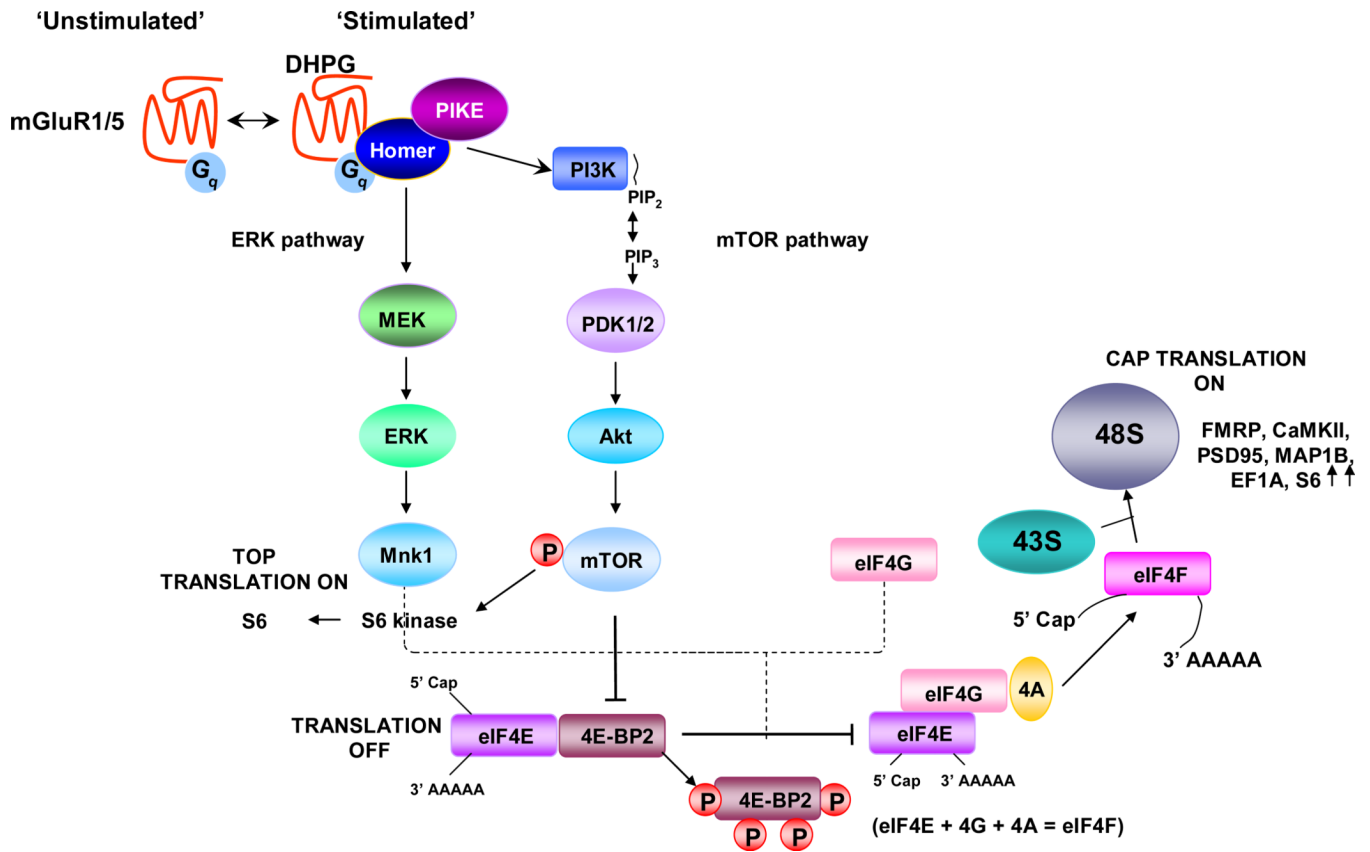 ‘Unstimulated’
‘Stimulated’
DHPG
mGluR1/5
PIKE
Homer
Gq
Gq
PI3K
PIP2
ERK pathway
mTOR pathway
PIP3
MEK
PDK1/2
CAP TRANSLATION
ON
ERK
Akt
48S
FMRP, CaMKII,
PSD95, MAP1B,
EF1A, S6
43S
TOP
TRANSLATION ON
Mnk1
P
mTOR
eIF4G
eIF4F
S6
S6 kinase
5’ Cap
3’ AAAAA
5’ Cap
eIF4G
4A
TRANSLATION
OFF
eIF4E
4E-BP2
eIF4E
3’ AAAAA
5’ Cap
3’ AAAAA
P
4E-BP2
P
P
P
(eIF4E + 4G + 4A = eIF4F)